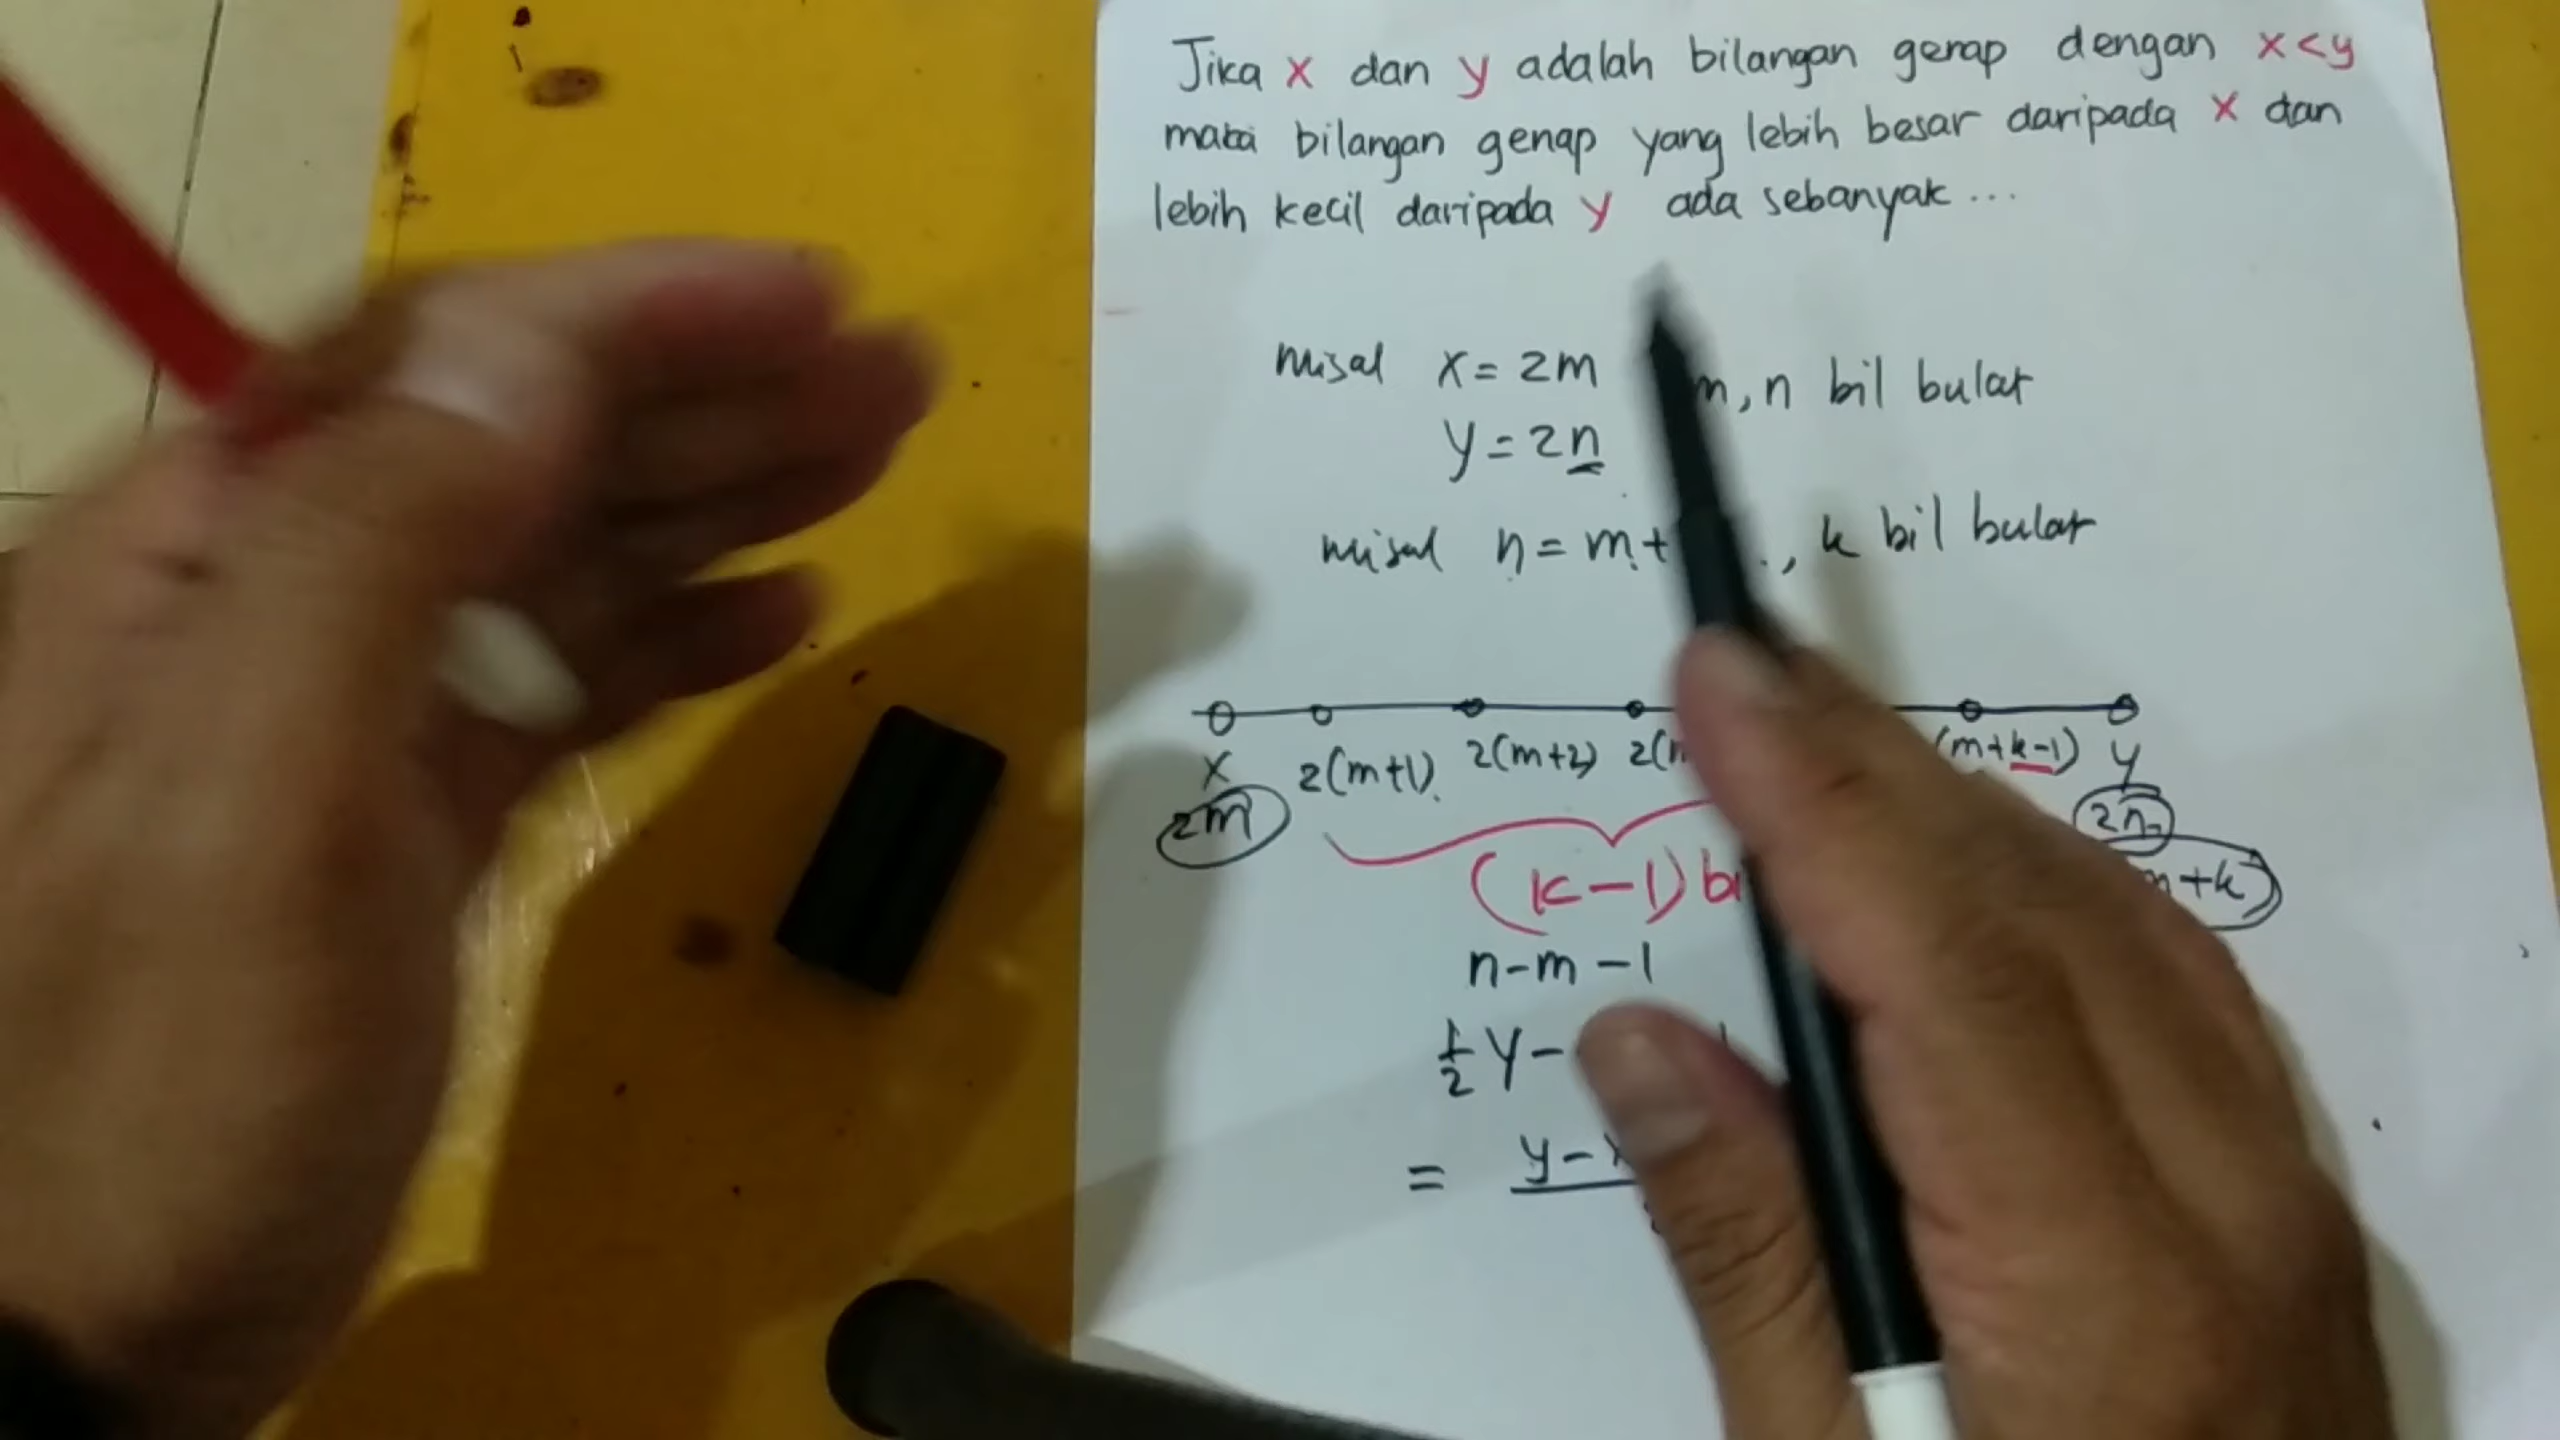 Jika x dan y adalah bilangan genap dengan x<y
maka bilangan genap yang lebih besar daripada x dan
lebih kecil daripada y ada sebanyak ...
misal x = 2m m, n bil bulat
y = 2n
misal n = m+ , k bil bulat
2(m+1) 2(m+2) 2( (m+k-1)
x y
2m 2n
+k)
(k-1)
n-m-1
1/2 y -
= y-